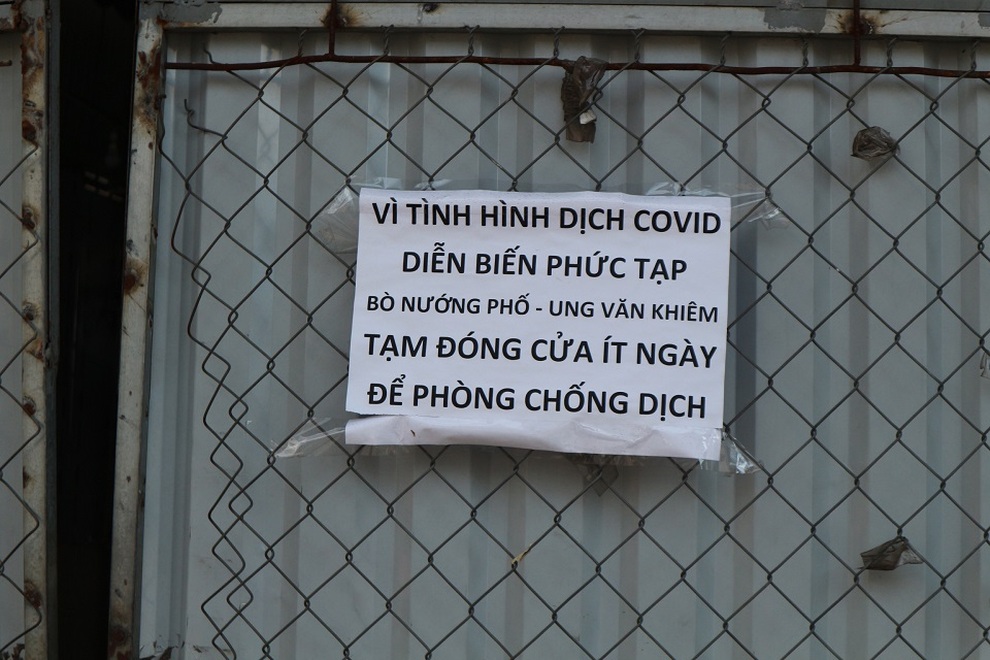 VÌ TÌNH HÌNH DỊCH COVID
DIỄN BIẾN PHỨC TẠP
BÒ NƯỚNG PHỐ - UNG VĂN KHIÊM
TẠM ĐÓNG CỬA ÍT NGÀY
ĐỂ PHÒNG CHỐNG DỊCH